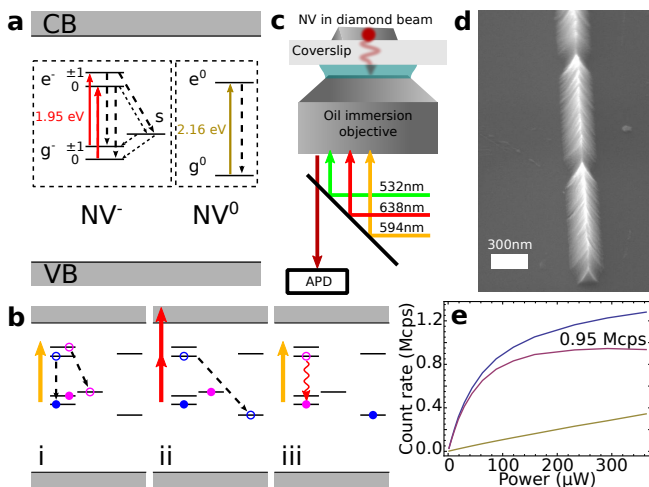 a
CB
e⁻
±1
0
1.95 eV
s
g⁻
±1
0
NV⁻
e⁰
2.16 eV
g⁰
NV⁰
VB
b
i
ii
iii
c
NV in diamond beam
Coverslip
Oil immersion
objective
532nm
638nm
594nm
APD
d
300nm
e
Count rate (Mcps)
1.2
0.8
0.4
0.0
0.95 Mcps
0
100
200
300
Power (μW)